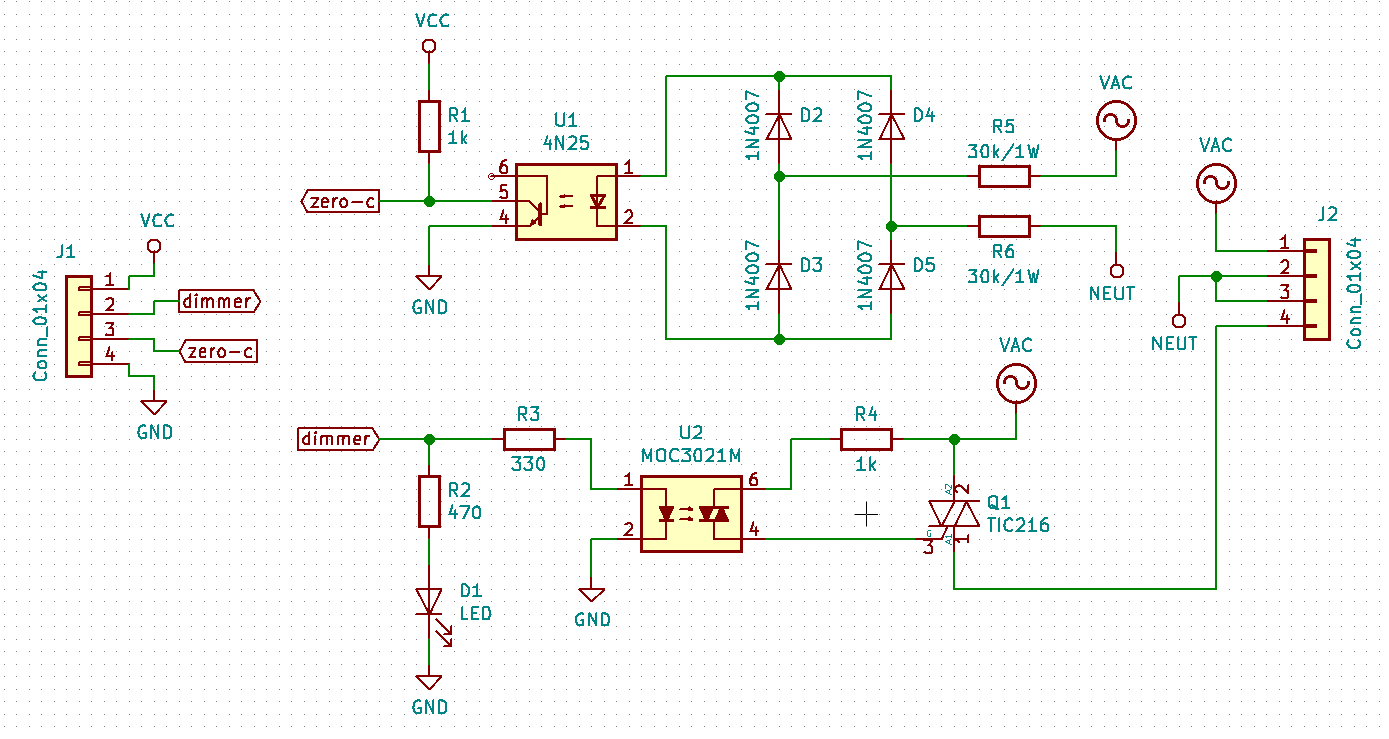 VCC
R1
1k
U1
4N25
6
5
4
1
2
zero-c
GND
1N4007
D2
1N4007
D4
1N4007
D3
1N4007
D5
R5
30k/1W
R6
30k/1W
VAC
NEUT
VAC
J2
1
2
3
4
Conn_01x04
NEUT
J1
VCC
1
2
3
4
Conn_01x04
dimmer
zero-c
GND
dimmer
R3
330
R2
470
D1
LED
GND
U2
MOC3021M
1
2
6
4
GND
R4
1k
VAC
A2
2
Q1
TIC216
G
3
A1
1